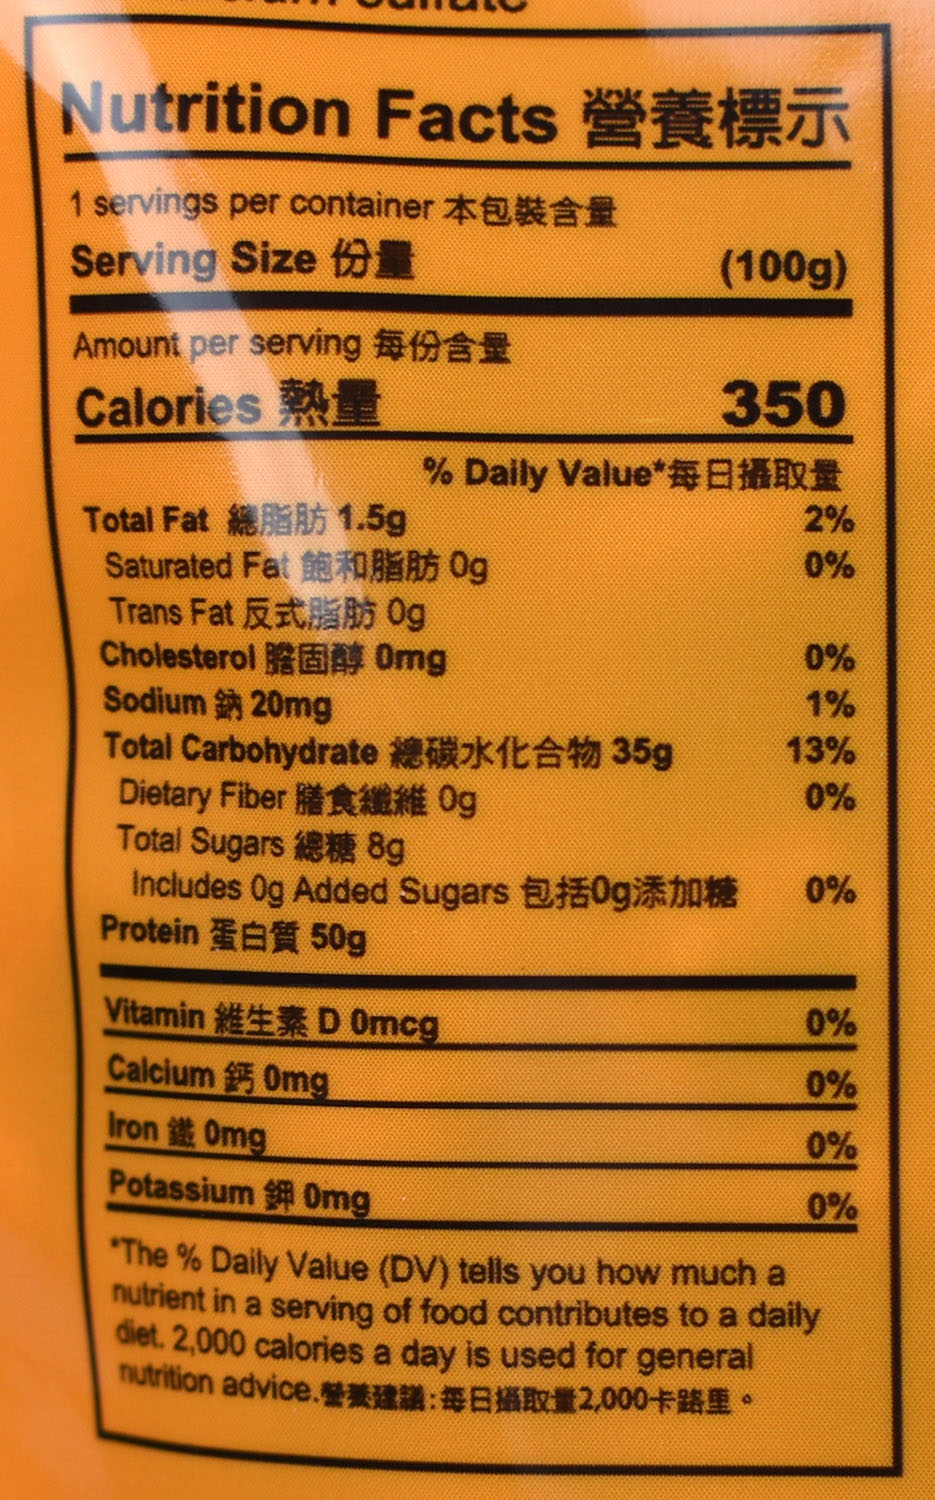 Nutrition Facts 營養標示
1 servings per container 本包裝含量
Serving Size 份量 (100g)
Amount per serving 每份含量
Calories 熱量 350
% Daily Value*每日攝取量
Total Fat 總脂肪 1.5g 2%
Saturated Fat 飽和脂肪 0g 0%
Trans Fat 反式脂肪 0g
Cholesterol 膽固醇 0mg 0%
Sodium 鈉 20mg 1%
Total Carbohydrate 總碳水化合物 35g 13%
Dietary Fiber 膳食纖維 0g 0%
Total Sugars 總糖 8g
Includes 0g Added Sugars 包括0g添加糖 0%
Protein 蛋白質 50g
Vitamin 維生素 D 0mcg 0%
Calcium 鈣 0mg 0%
Iron 鐵 0mg 0%
Potassium 鉀 0mg 0%
*The % Daily Value (DV) tells you how much a
nutrient in a serving of food contributes to a daily
diet. 2,000 calories a day is used for general
nutrition advice.營養建議:每日攝取量2,000卡路里。